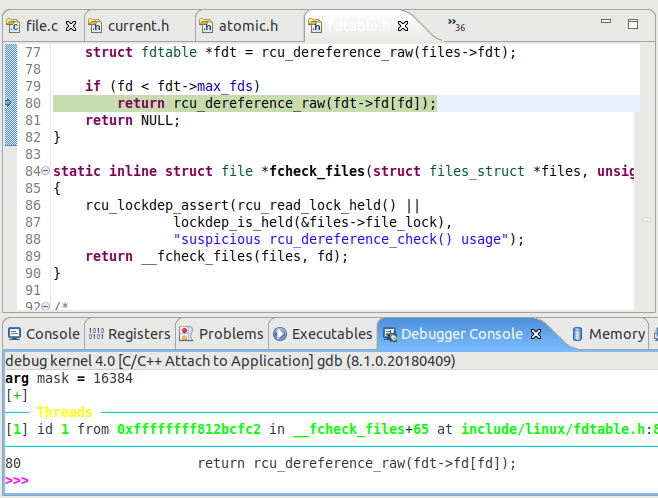 file.c current.h atomic.h fdtable.h »36
77 struct fdtable *fdt = rcu_dereference_raw(files->fdt);
78
79 if (fd < fdt->max_fds)
80 return rcu_dereference_raw(fdt->fd[fd]);
81 return NULL;
82 }
83
84 static inline struct file *fcheck_files(struct files_struct *files, unsig
85 {
86 rcu_lockdep_assert(rcu_read_lock_held() ||
87 lockdep_is_held(&files->file_lock),
88 "suspicious rcu_dereference_check() usage");
89 return __fcheck_files(files, fd);
90 }
91
92 /*
Console Registers Problems Executables Debugger Console Memory
debug kernel 4.0 [C/C++ Attach to Application] gdb (8.1.0.20180409)
arg mask = 16384
[+]
Threads
[1] id 1 from 0xffffffff812bcfc2 in __fcheck_files+65 at include/linux/fdtable.h:8
80 return rcu_dereference_raw(fdt->fd[fd]);
>>>